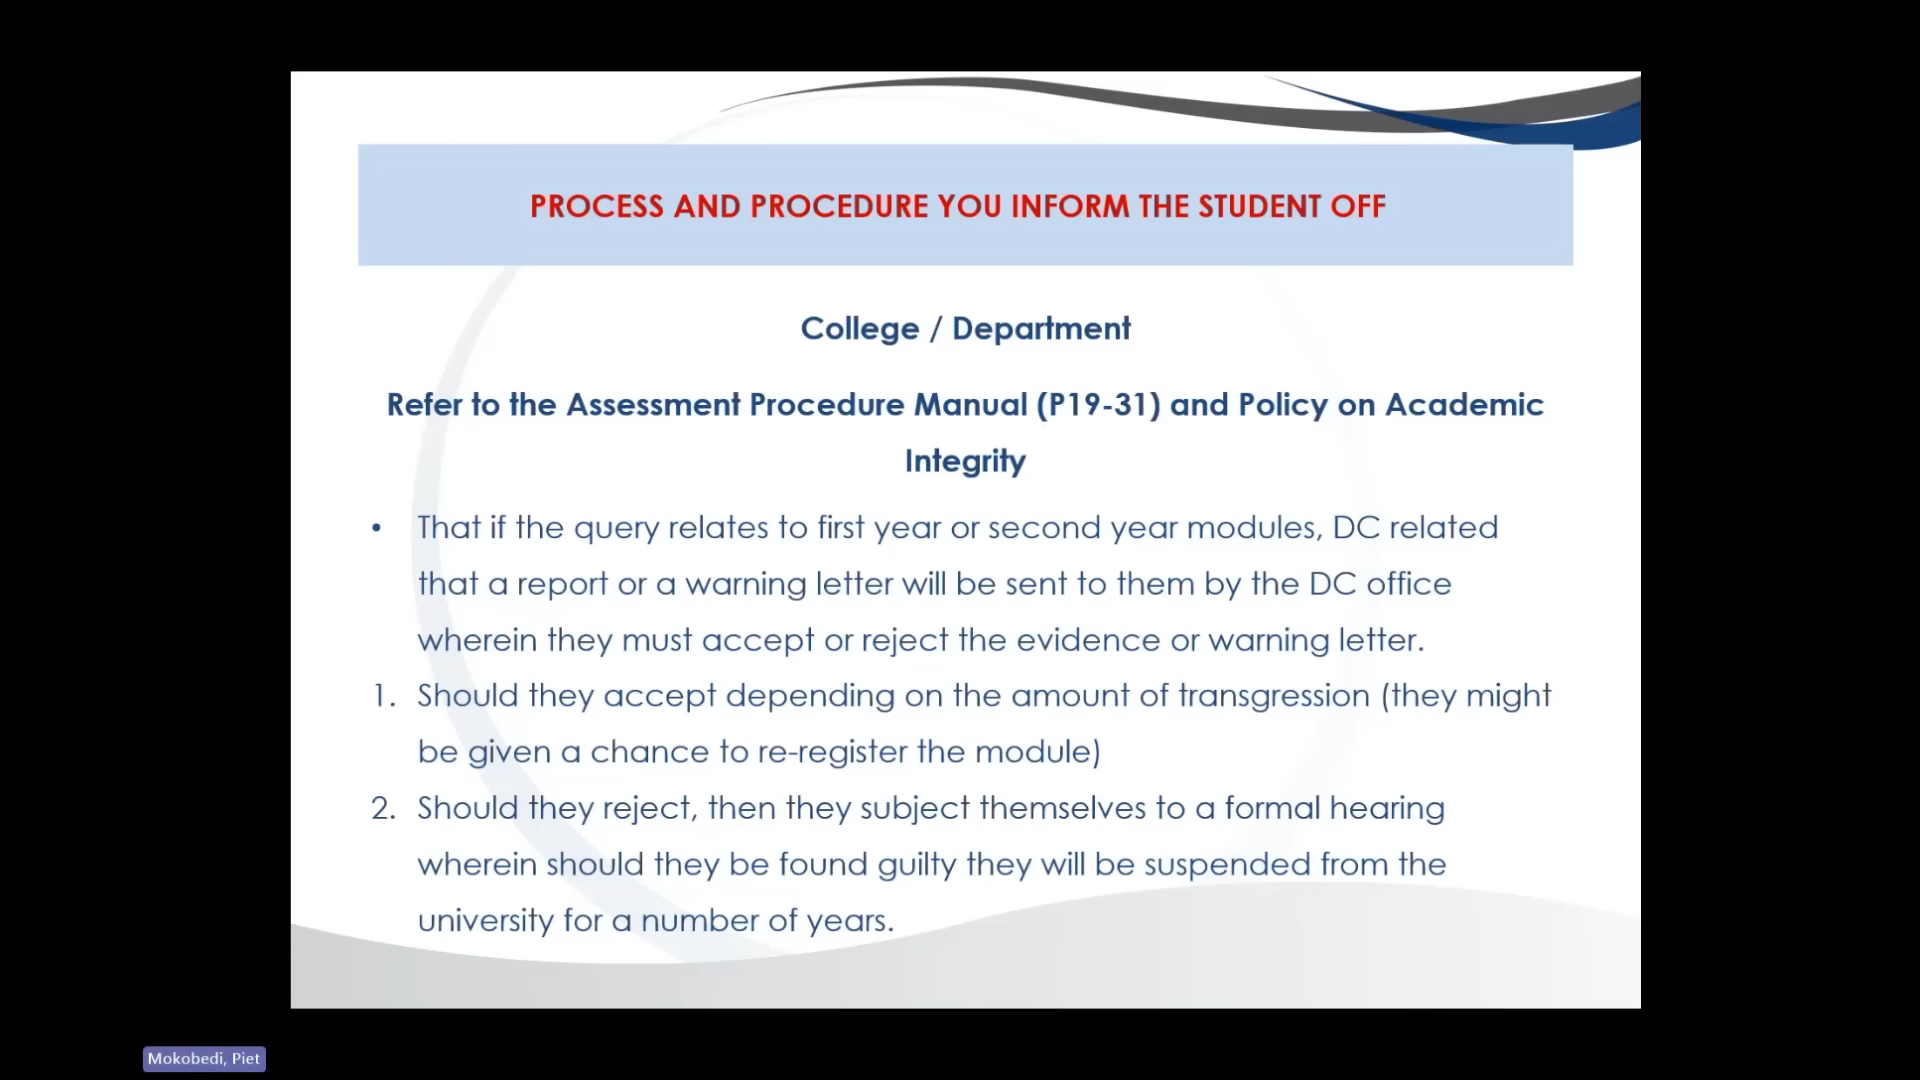 PROCESS AND PROCEDURE YOU INFORM THE STUDENT OFF
College / Department
Refer to the Assessment Procedure Manual (P19-31) and Policy on Academic
Integrity
• That if the query relates to first year or second year modules, DC related
that a report or a warning letter will be sent to them by the DC office
wherein they must accept or reject the evidence or warning letter.
1. Should they accept depending on the amount of transgression (they might
be given a chance to re-register the module)
2. Should they reject, then they subject themselves to a formal hearing
wherein should they be found guilty they will be suspended from the
university for a number of years.
Mokobedi, Piet